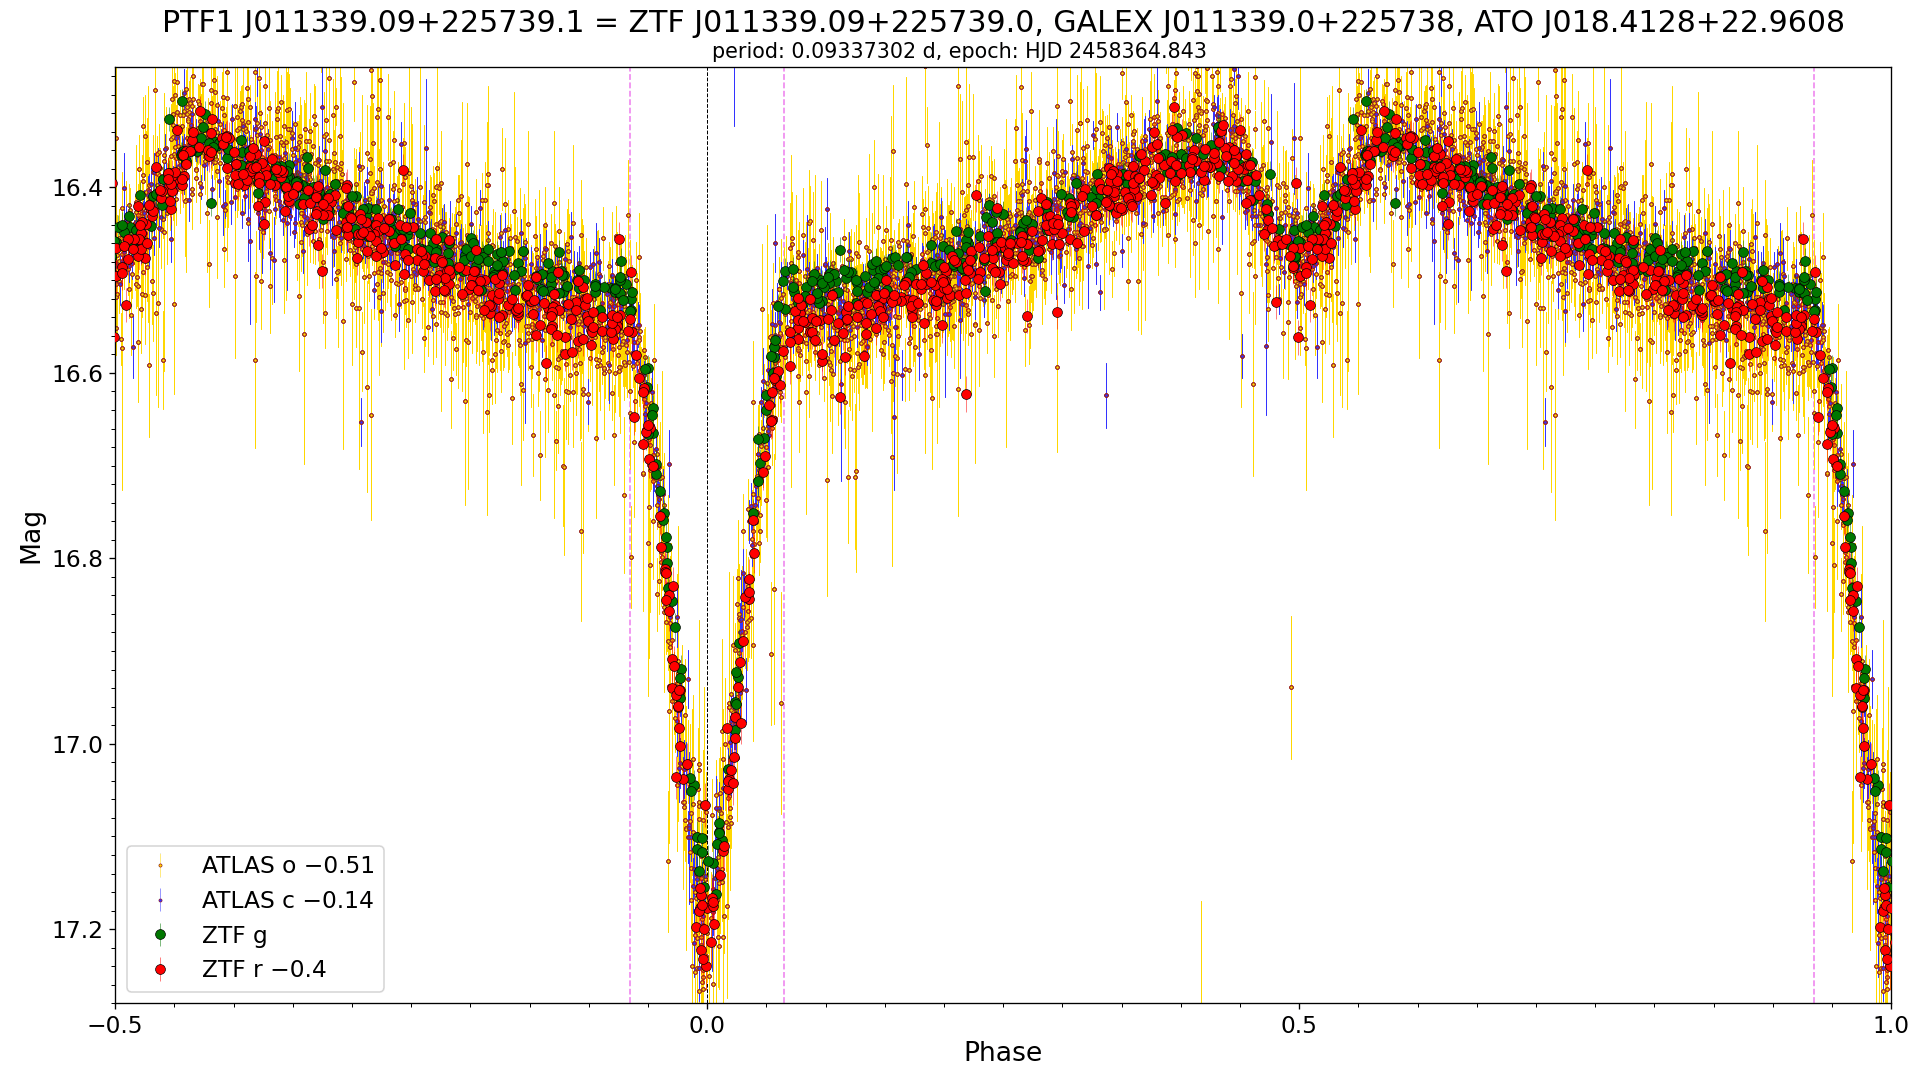 PTF1 J011339.09+225739.1 = ZTF J011339.09+225739.0, GALEX J011339.0+225738, ATO J018.4128+22.9608
period: 0.09337302 d, epoch: HJD 2458364.843
Mag
16.4
16.6
16.8
17.0
17.2
ATLAS o −0.51
ATLAS c −0.14
ZTF g
ZTF r −0.4
−0.5 0.0 0.5 1.0
Phase